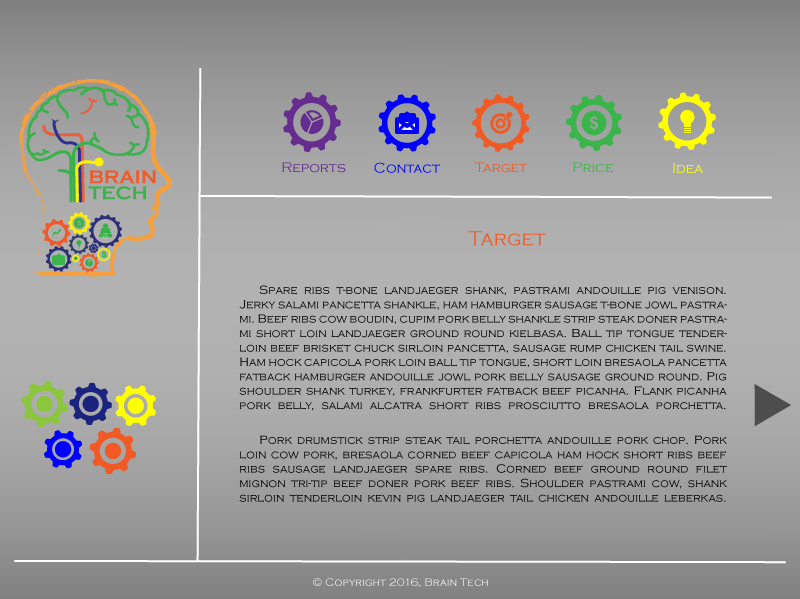 BRAIN
TECH
Reports Contact Target Price Idea
Target
Spare ribs t-bone landjaeger shank, pastrami andouille pig venison.
Jerky salami pancetta shankle, ham hamburger sausage t-bone jowl pastra-
mi. Beef ribs cow boudin, cupim pork belly shankle strip steak doner pastra-
mi short loin landjaeger ground round kielbasa. Ball tip tongue tender-
loin beef brisket chuck sirloin pancetta, sausage rump chicken tail swine.
Ham hock capicola pork loin ball tip tongue, short loin bresaola pancetta
fatback hamburger andouille jowl pork belly sausage ground round. Pig
shoulder shank turkey, frankfurter fatback beef picanha. Flank picanha
pork belly, salami alcatra short ribs prosciutto bresaola porchetta.
Pork drumstick strip steak tail porchetta andouille pork chop. Pork
loin cow pork, bresaola corned beef capicola ham hock short ribs beef
ribs sausage landjaeger spare ribs. Corned beef ground round filet
mignon tri-tip beef doner pork beef ribs. Shoulder pastrami cow, shank
sirloin tenderloin kevin pig landjaeger tail chicken andouille leberkas.
© Copyright 2016, Brain Tech